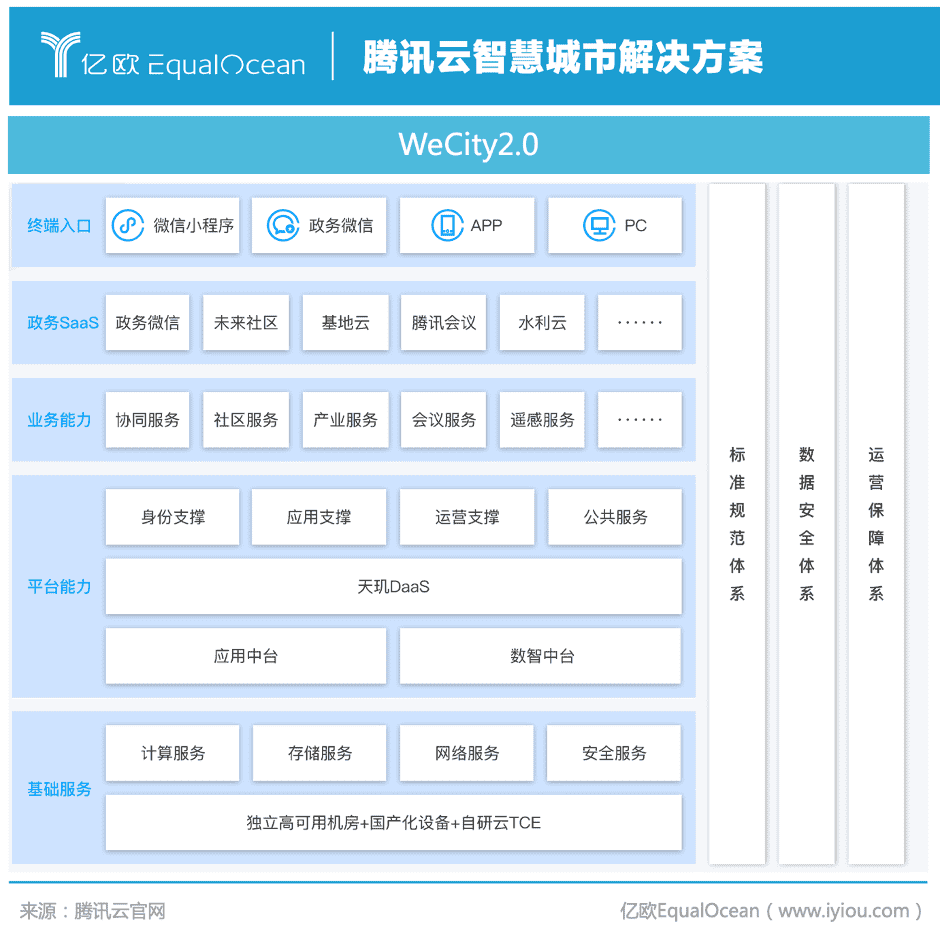 亿欧 EqualOcean
腾讯云智慧城市解决方案
WeCity2.0
终端入口
微信小程序
政务微信
APP
PC
政务SaaS
政务微信
未来社区
基地云
腾讯会议
水利云
······
业务能力
协同服务
社区服务
产业服务
会议服务
遥感服务
······
平台能力
身份支撑
应用支撑
运营支撑
公共服务
天玑DaaS
应用中台
数智中台
基础服务
计算服务
存储服务
网络服务
安全服务
独立高可用机房+国产化设备+自研云TCE
标准规范体系
数据安全体系
运营保障体系
来源：腾讯云官网
亿欧EqualOcean（www.iyiou.com）